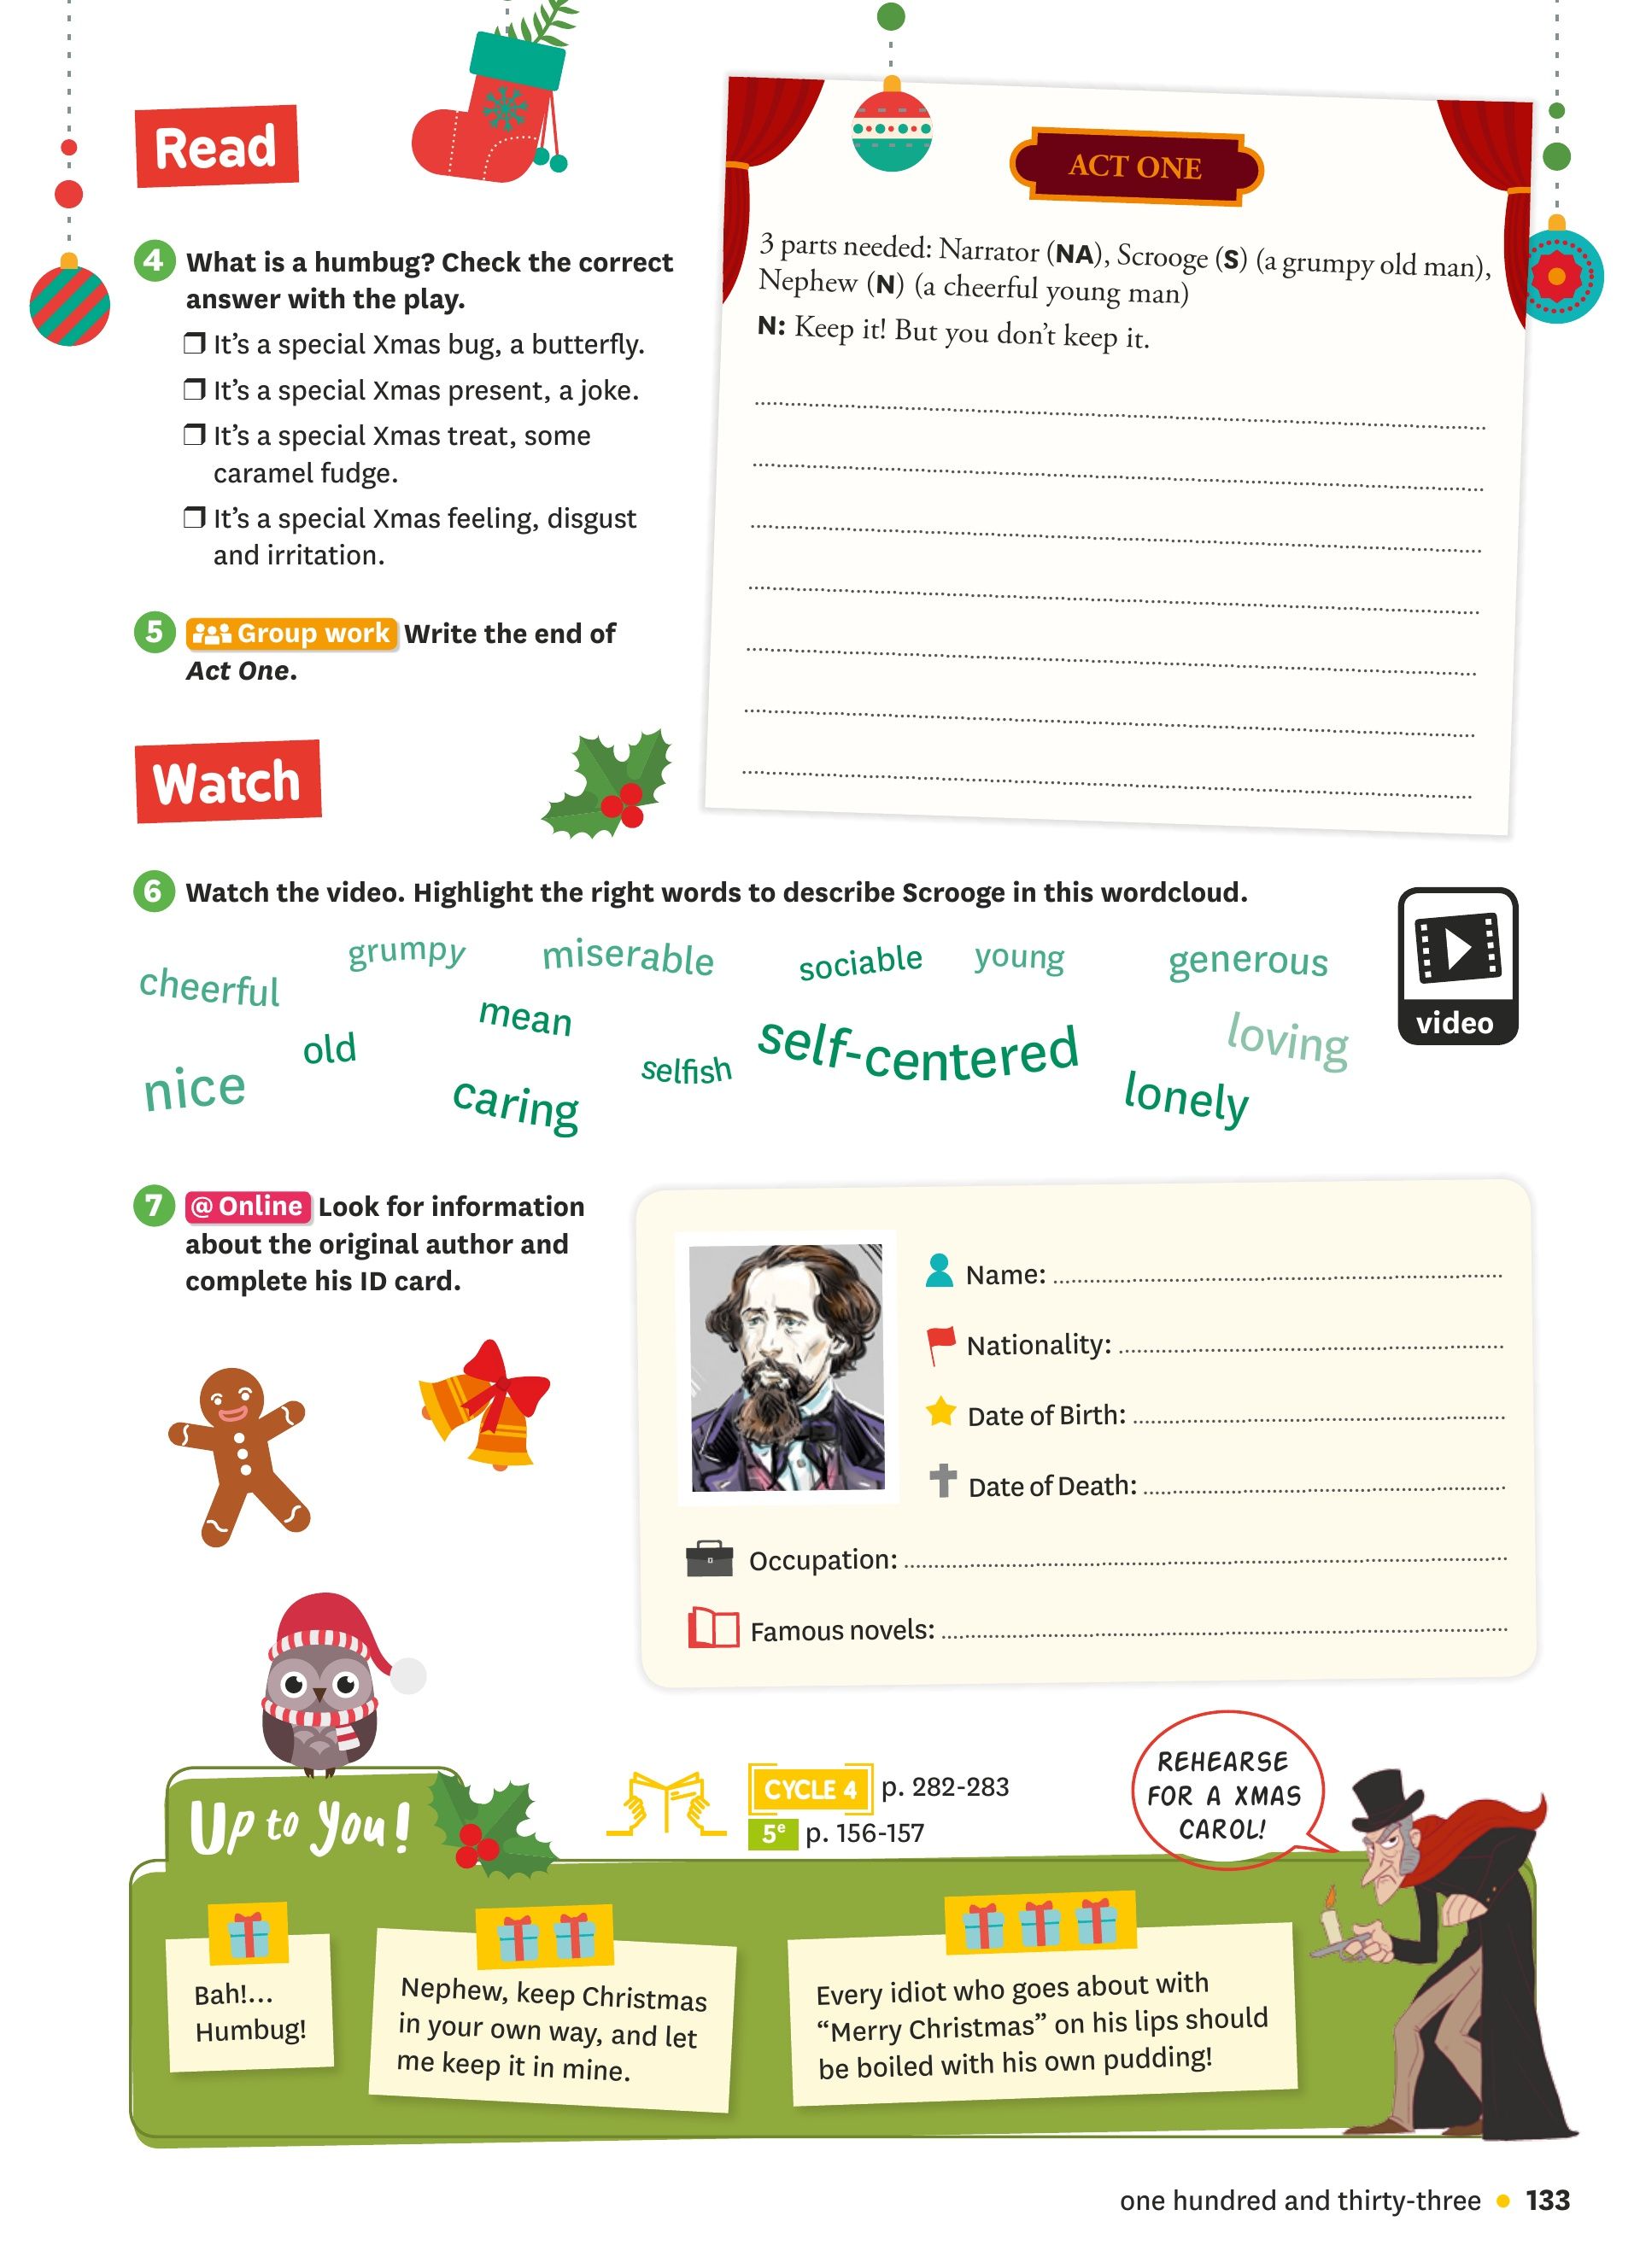 Read
4 What is a humbug? Check the correct
answer with the play.
❒ It's a special Xmas bug, a butterfly.
❒ It's a special Xmas present, a joke.
❒ It's a special Xmas treat, some
caramel fudge.
❒ It's a special Xmas feeling, disgust
and irritation.
5 Group work Write the end of
Act One.
ACT ONE
3 parts needed: Narrator (NA), Scrooge (S) (a grumpy old man),
Nephew (N) (a cheerful young man)
N: Keep it! But you don't keep it.
Watch
6 Watch the video. Highlight the right words to describe Scrooge in this wordcloud.
cheerful
grumpy
miserable
sociable
young
generous
nice
old
mean
caring
selfish
self-centered
lonely
loving
video
7 @ Online Look for information
about the original author and
complete his ID card.
Name:
Nationality:
Date of Birth:
Date of Death:
Occupation:
Famous novels:
Up to You!
CYCLE 4 p. 282-283
5e p. 156-157
REHEARSE
FOR A XMAS
CAROL!
Bah!...
Humbug!
Nephew, keep Christmas
in your own way, and let
me keep it in mine.
Every idiot who goes about with
“Merry Christmas” on his lips should
be boiled with his own pudding!
one hundred and thirty-three • 133